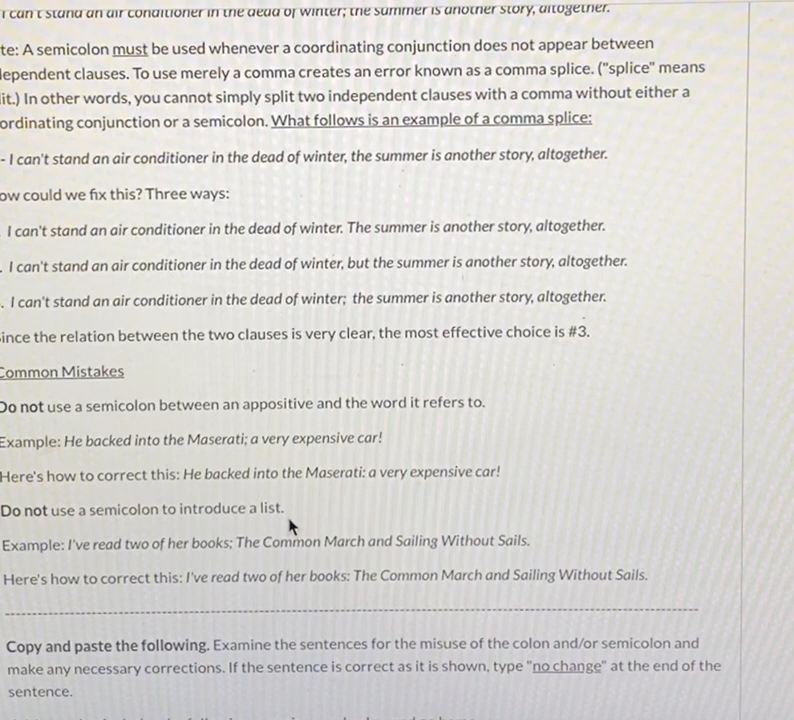 I can't stand an air conditioner in the dead of winter; the summer is another story, altogether.
te: A semicolon must be used whenever a coordinating conjunction does not appear between
lependent clauses. To use merely a comma creates an error known as a comma splice. ("splice" means
lit.) In other words, you cannot simply split two independent clauses with a comma without either a
ordinating conjunction or a semicolon. What follows is an example of a comma splice:
- I can't stand an air conditioner in the dead of winter, the summer is another story, altogether.
ow could we fix this? Three ways:
I can't stand an air conditioner in the dead of winter. The summer is another story, altogether.
. I can't stand an air conditioner in the dead of winter, but the summer is another story, altogether.
. I can't stand an air conditioner in the dead of winter; the summer is another story, altogether.
ince the relation between the two clauses is very clear, the most effective choice is #3.
Common Mistakes
Do not use a semicolon between an appositive and the word it refers to.
Example: He backed into the Maserati; a very expensive car!
Here's how to correct this: He backed into the Maserati: a very expensive car!
Do not use a semicolon to introduce a list.
Example: I've read two of her books; The Common March and Sailing Without Sails.
Here's how to correct this: I've read two of her books: The Common March and Sailing Without Sails.
Copy and paste the following. Examine the sentences for the misuse of the colon and/or semicolon and
make any necessary corrections. If the sentence is correct as it is shown, type "no change" at the end of the
sentence.